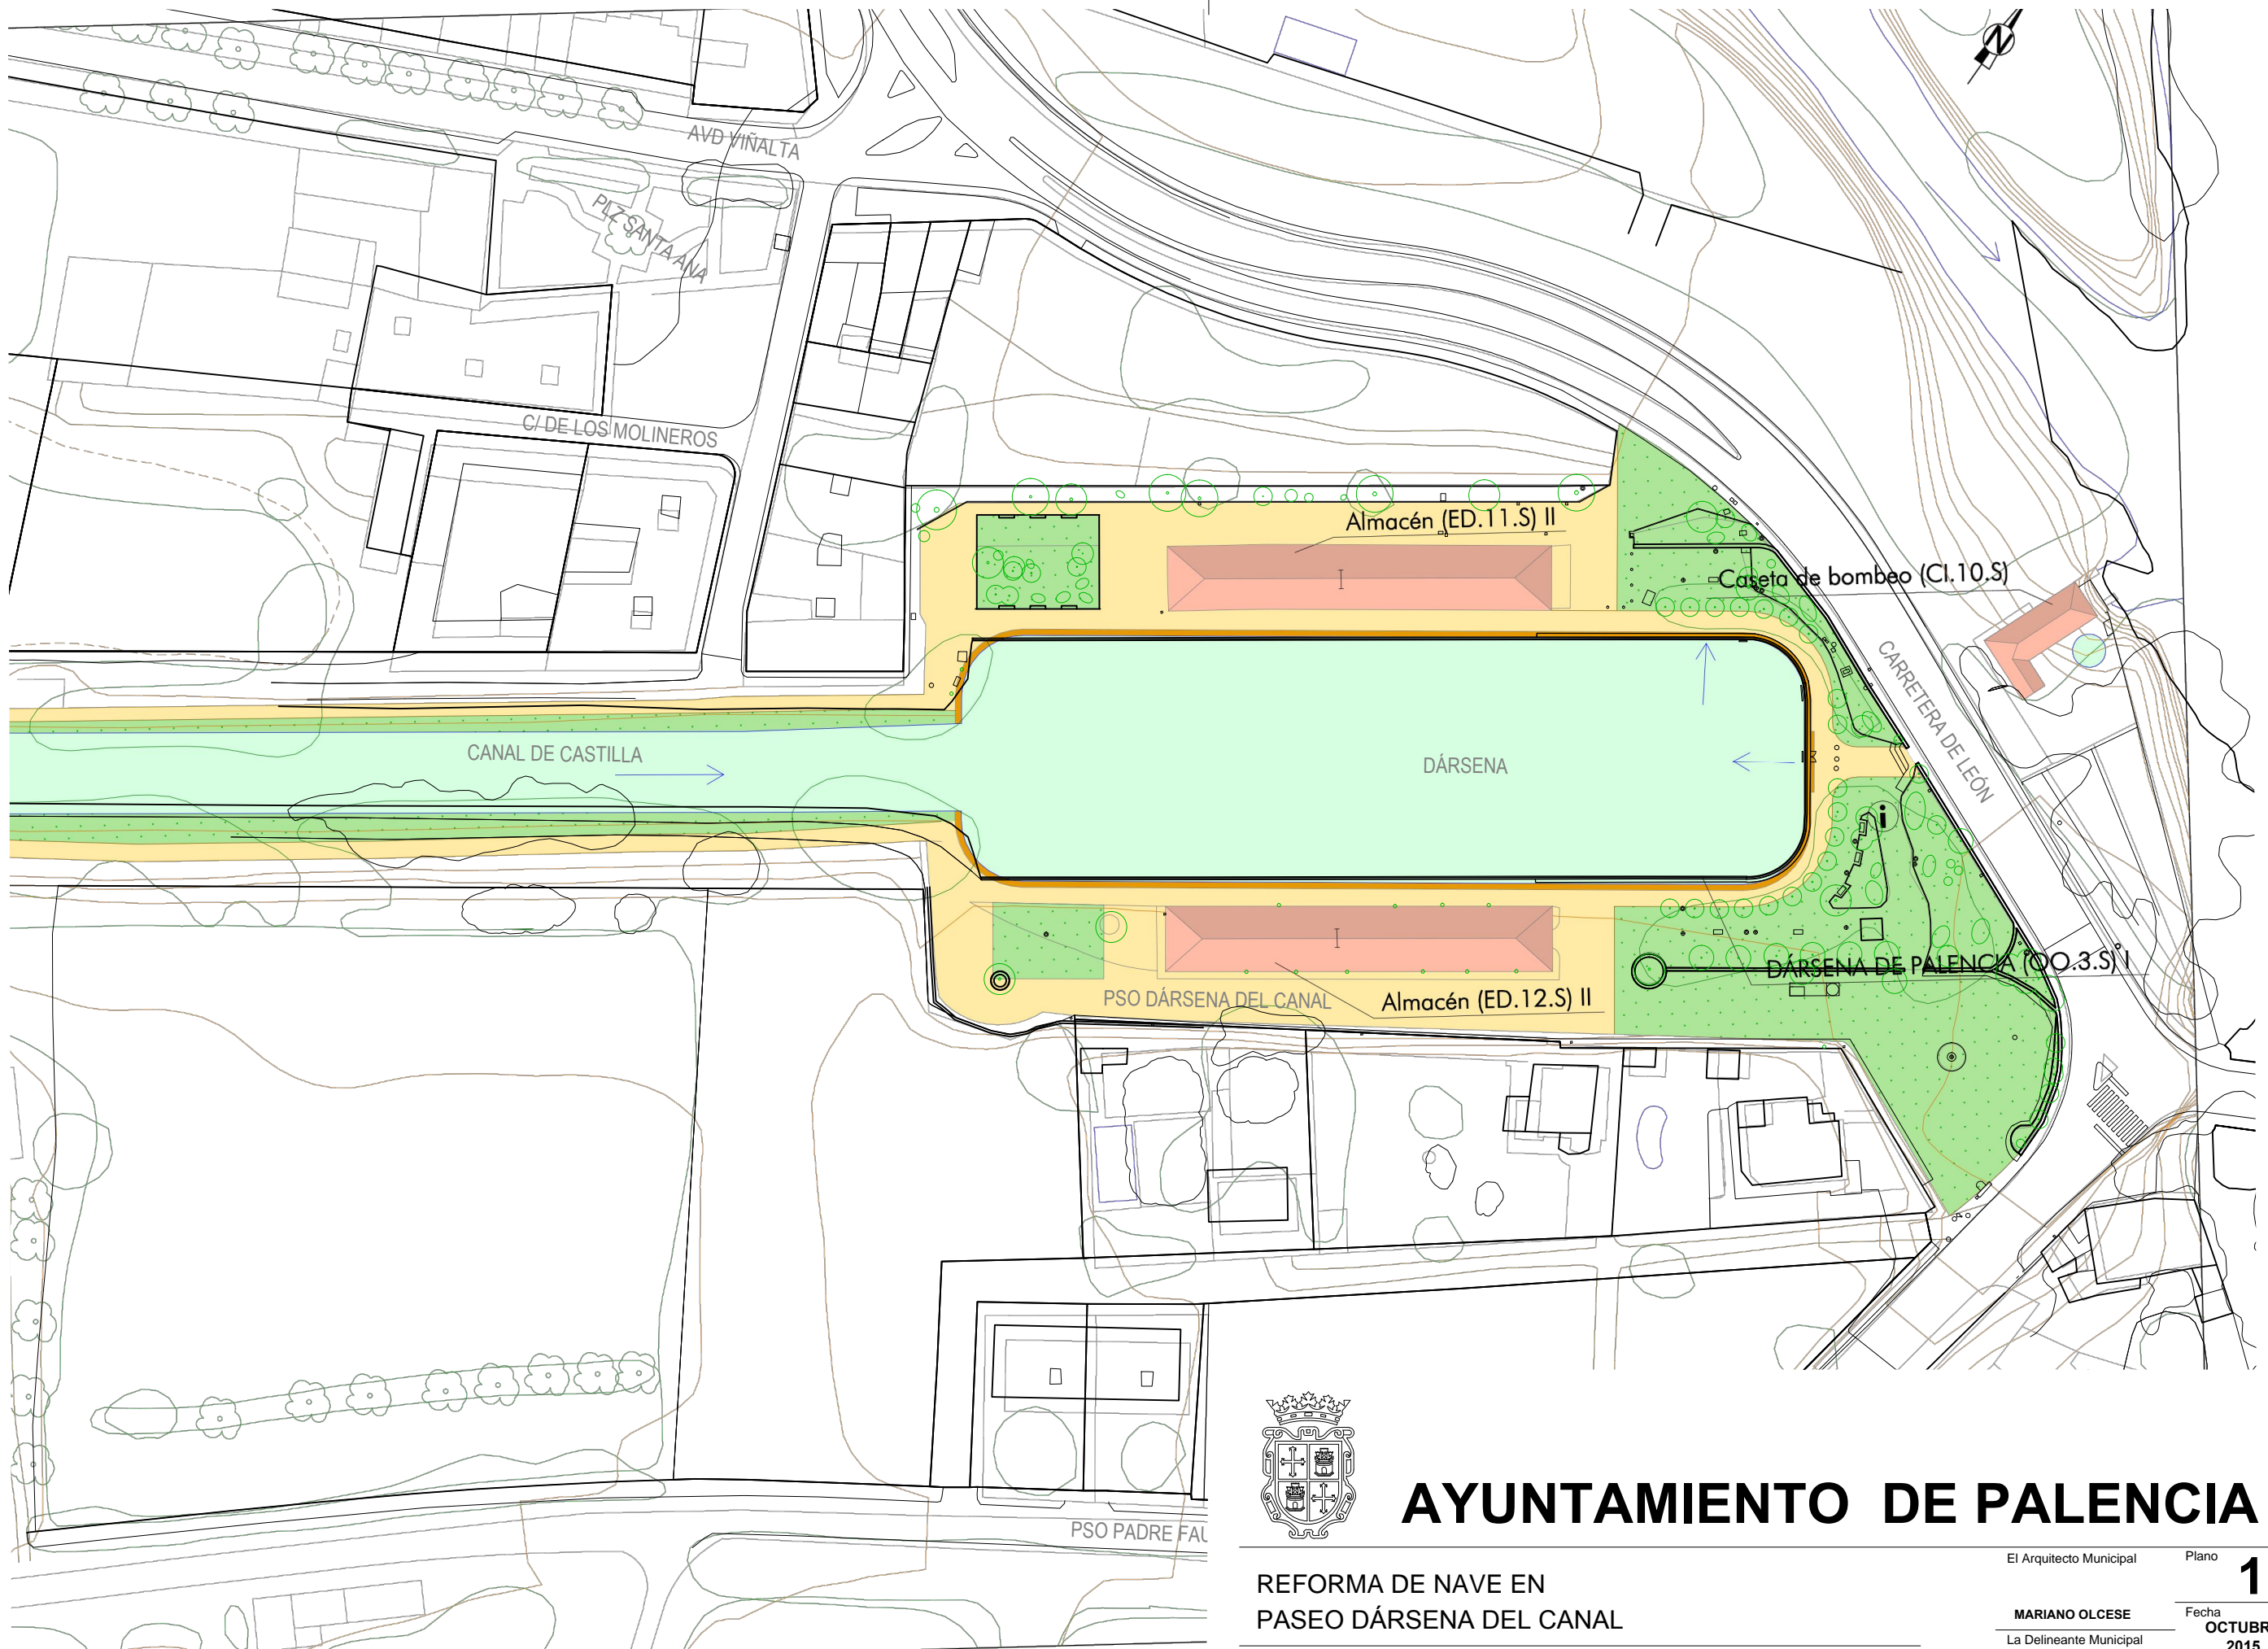 N
AVD VIÑALTA
PLZ SANTA ANA
C/ DE LOS MOLINEROS
Almacén (ED.11.S) II
I
Caseta de bombeo (CI.10.S)
CARRETERA DE LEÓN
CANAL DE CASTILLA
DÁRSENA
i
I
DÁRSENA DE PALENCIA (OO.3.S) I
PSO DÁRSENA DEL CANAL
Almacén (ED.12.S) II
PSO PADRE FAU
AYUNTAMIENTO DE PALENCIA
REFORMA DE NAVE EN
PASEO DÁRSENA DEL CANAL
El Arquitecto Municipal
MARIANO OLCESE
La Delineante Municipal
Plano
1
Fecha
OCTUBR
2015